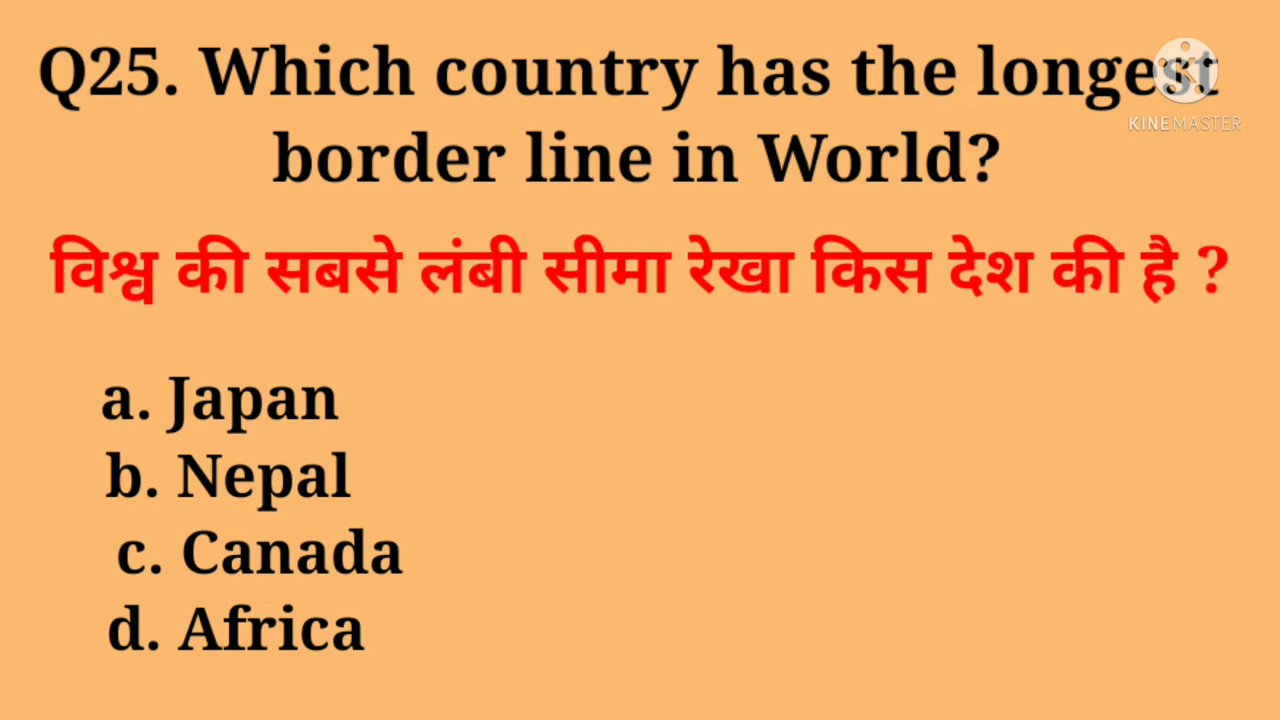 Q25. Which country has the longest
border line in World?
KINEMASTER
विश्व की सबसे लंबी सीमा रेखा किस देश की है ?
a. Japan
b. Nepal
c. Canada
d. Africa